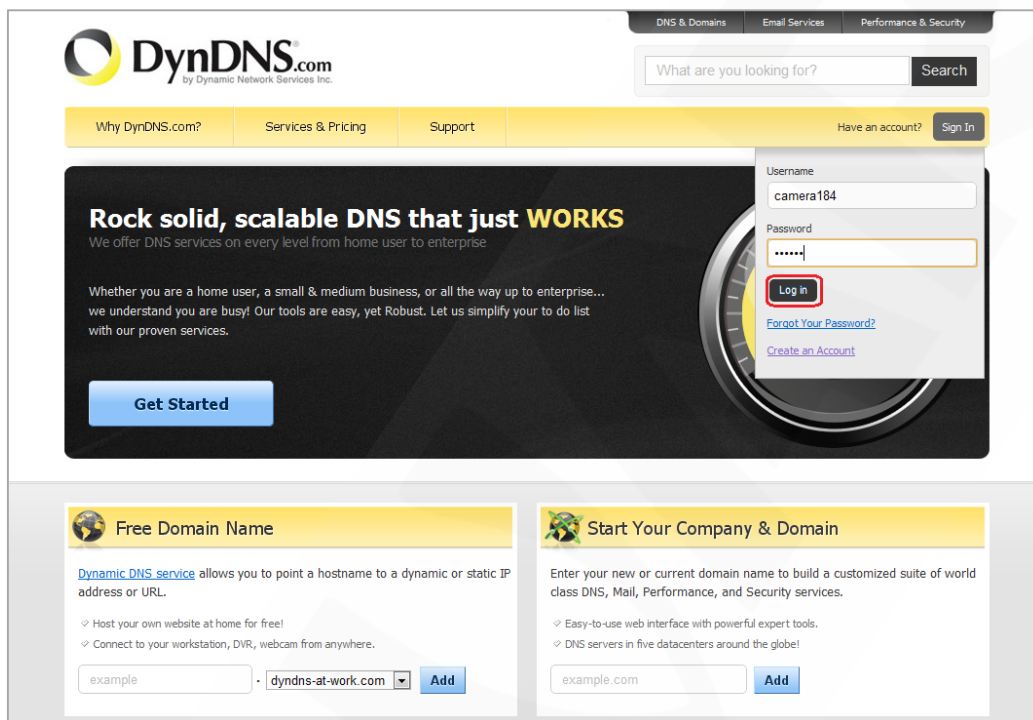 DNS & Domains Email Services Performance & Security
DynDNS.com
by Dynamic Network Services Inc.
What are you looking for? Search
Why DynDNS.com? Services & Pricing Support Have an account? Sign In
Username
camera184
Password
••••••
Log in
Forgot Your Password?
Create an Account
Rock solid, scalable DNS that just WORKS
We offer DNS services on every level from home user to enterprise
Whether you are a home user, a small & medium business, or all the way up to enterprise...
we understand you are busy! Our tools are easy, yet Robust. Let us simplify your to do list
with our proven services.
Get Started
Free Domain Name
Dynamic DNS service allows you to point a hostname to a dynamic or static IP
address or URL.
Host your own website at home for free!
Connect to your workstation, DVR, webcam from anywhere.
example . dyndns-at-work.com Add
Start Your Company & Domain
Enter your new or current domain name to build a customized suite of world
class DNS, Mail, Performance, and Security services.
Easy-to-use web interface with powerful expert tools.
DNS servers in five datacenters around the globe!
example.com Add